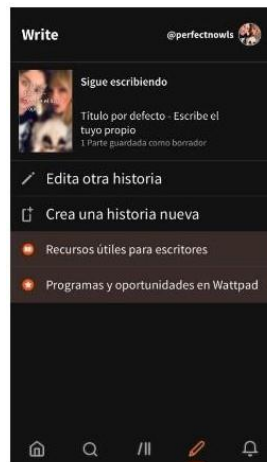 Write
@perfectnowls
Sigue escribiendo
Título por defecto - Escribe el
tuyo propio
1 Parte guardada como borrador
Edita otra historia
Crea una historia nueva
Recursos útiles para escritores
Programas y oportunidades en Wattpad